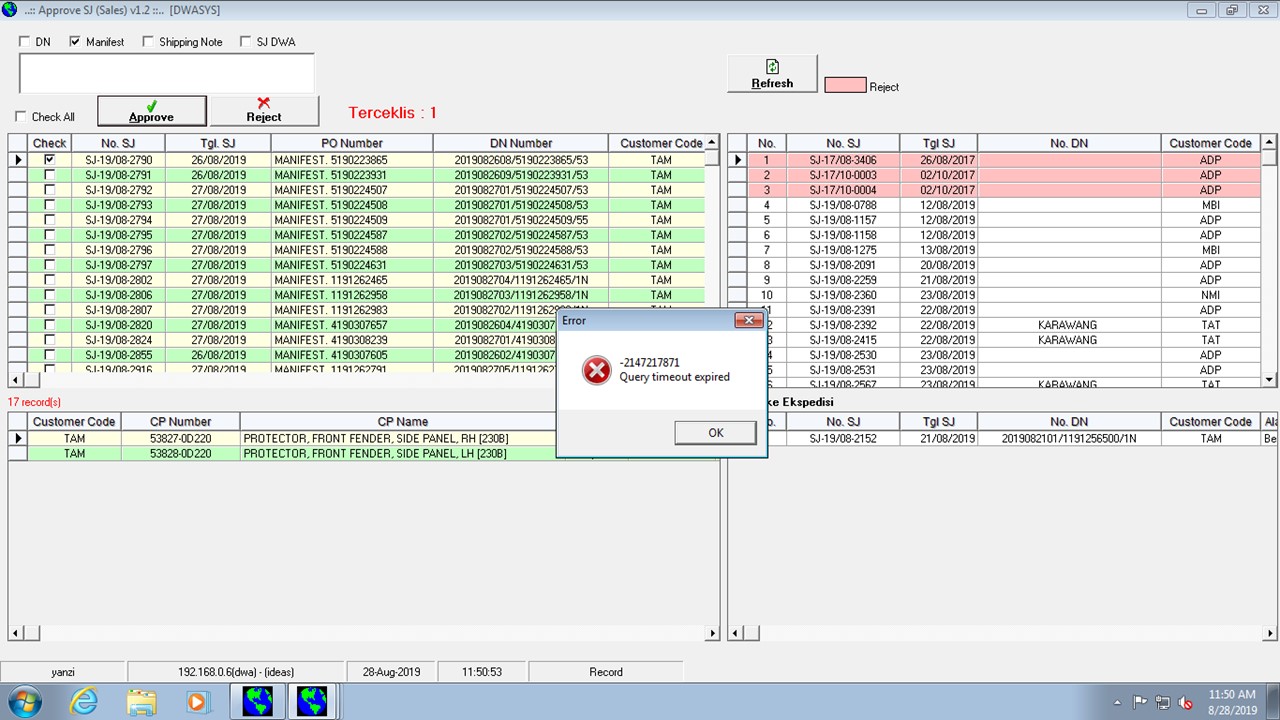 ..:: Approve SJ (Sales) v1.2 ::.. [DWASYS]
DN Manifest Shipping Note SJ DWA
Refresh Reject
Check All Approve Reject Terceklis : 1
Check No. SJ Tgl. SJ PO Number DN Number Customer Code
SJ-19/08-2790 26/08/2019 MANIFEST. 5190223865 2019082608/5190223865/53 TAM
SJ-19/08-2791 26/08/2019 MANIFEST. 5190223931 2019082609/5190223931/53 TAM
SJ-19/08-2792 27/08/2019 MANIFEST. 5190224507 2019082701/5190224507/53 TAM
SJ-19/08-2793 27/08/2019 MANIFEST. 5190224508 2019082701/5190224508/53 TAM
SJ-19/08-2794 27/08/2019 MANIFEST. 5190224509 2019082701/5190224509/55 TAM
SJ-19/08-2795 27/08/2019 MANIFEST. 5190224587 2019082702/5190224587/53 TAM
SJ-19/08-2796 27/08/2019 MANIFEST. 5190224588 2019082702/5190224588/53 TAM
SJ-19/08-2797 27/08/2019 MANIFEST. 5190224631 2019082703/5190224631/53 TAM
SJ-19/08-2802 27/08/2019 MANIFEST. 1191262465 2019082704/1191262465/1N TAM
SJ-19/08-2806 27/08/2019 MANIFEST. 1191262958 2019082703/1191262958/1N TAM
SJ-19/08-2807 27/08/2019 MANIFEST. 1191262983
SJ-19/08-2820 27/08/2019 MANIFEST. 4190307657 2019082604/4190307
SJ-19/08-2824 27/08/2019 MANIFEST. 4190308239 2019082701/4190308
SJ-19/08-2855 26/08/2019 MANIFEST. 4190307605 2019082602/4190307
SJ-19/08-2916 27/08/2019 MANIFEST. 1191262791
No. No. SJ Tgl SJ No. DN Customer Code
1 SJ-17/08-3406 26/08/2017 ADP
2 SJ-17/10-0003 02/10/2017 ADP
3 SJ-17/10-0004 02/10/2017 ADP
4 SJ-19/08-0788 12/08/2019 MBI
5 SJ-19/08-1157 12/08/2019 ADP
6 SJ-19/08-1158 12/08/2019 ADP
7 SJ-19/08-1275 13/08/2019 MBI
8 SJ-19/08-2091 20/08/2019 ADP
9 SJ-19/08-2259 21/08/2019 ADP
10 SJ-19/08-2360 23/08/2019 NMI
SJ-19/08-2391 22/08/2019 ADP
2 SJ-19/08-2392 22/08/2019 KARAWANG TAT
3 SJ-19/08-2415 22/08/2019 KARAWANG TAT
4 SJ-19/08-2530 23/08/2019 ADP
5 SJ-19/08-2531 23/08/2019 ADP
6 SJ-19/08-2567 23/08/2019 KARAWANG TAT
Error
-2147217871
Query timeout expired
OK
17 record(s)
Customer Code CP Number CP Name
TAM 53827-0D220 PROTECTOR, FRONT FENDER, SIDE PANEL, RH [230B]
TAM 53828-0D220 PROTECTOR, FRONT FENDER, SIDE PANEL, LH [230B]
ke Ekspedisi
No. SJ Tgl SJ No. DN Customer Code Ala
SJ-19/08-2152 21/08/2019 2019082101/1191256500/1N TAM Be
yanzi 192.168.0.6(dwa) - (ideas) 28-Aug-2019 11:50:53 Record
11:50 AM
8/28/2019